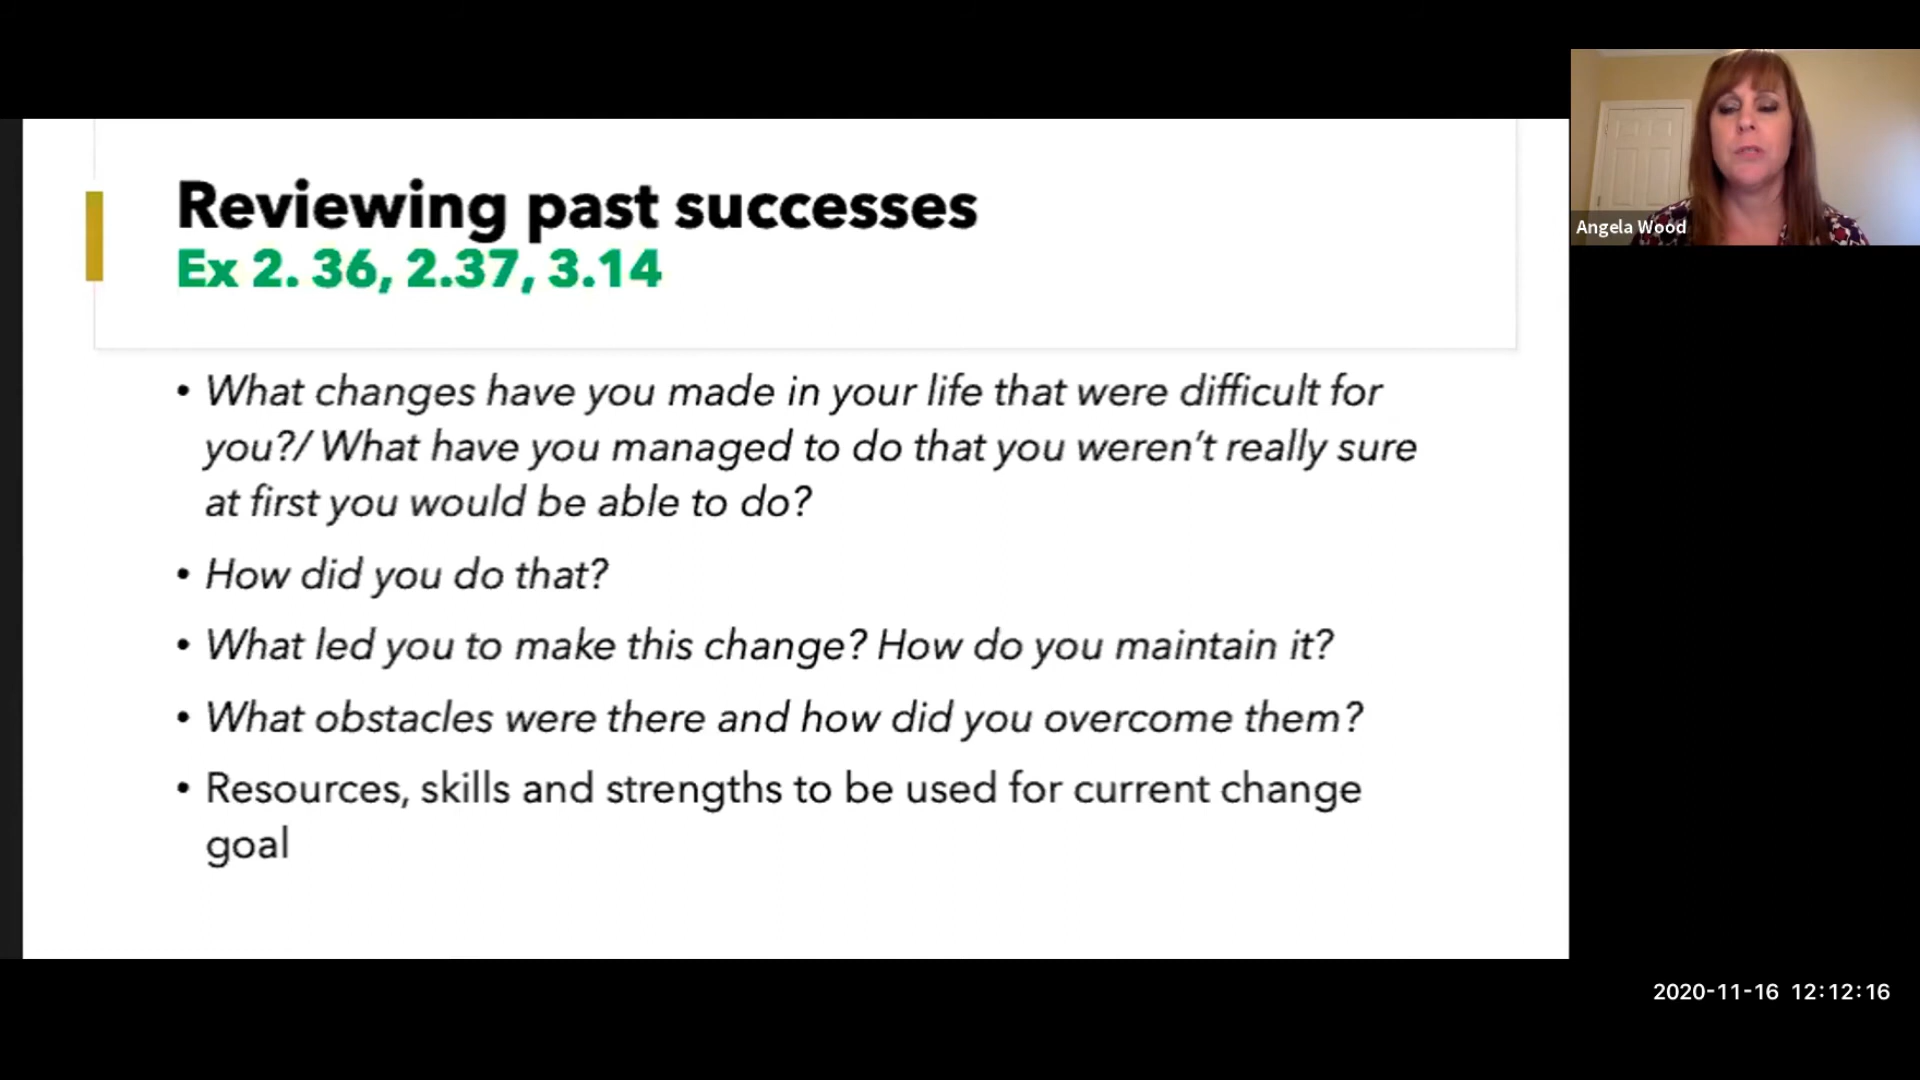 Reviewing past successes
Ex 2. 36, 2.37, 3.14
• What changes have you made in your life that were difficult for
you?/ What have you managed to do that you weren't really sure
at first you would be able to do?
• How did you do that?
• What led you to make this change? How do you maintain it?
• What obstacles were there and how did you overcome them?
• Resources, skills and strengths to be used for current change
goal
Angela Wood
2020-11-16 12:12:16